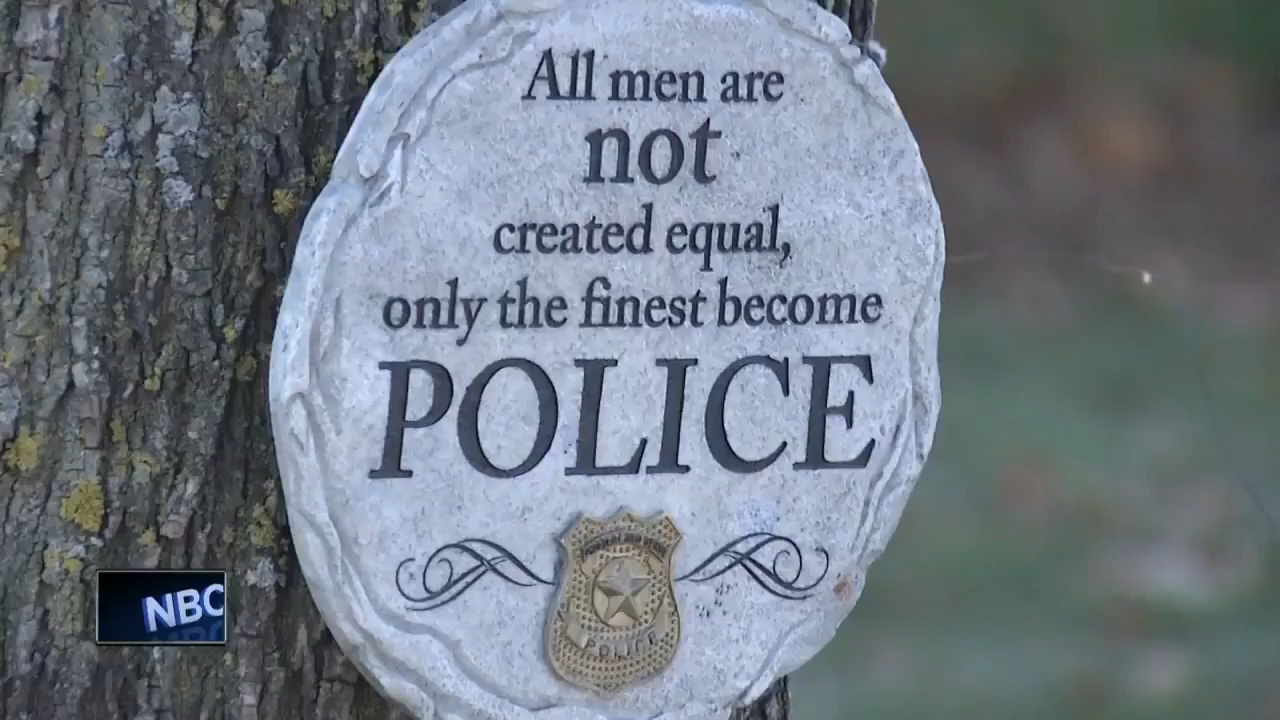 All men are
not
created equal,
only the finest become
POLICE
POLICE
NBC